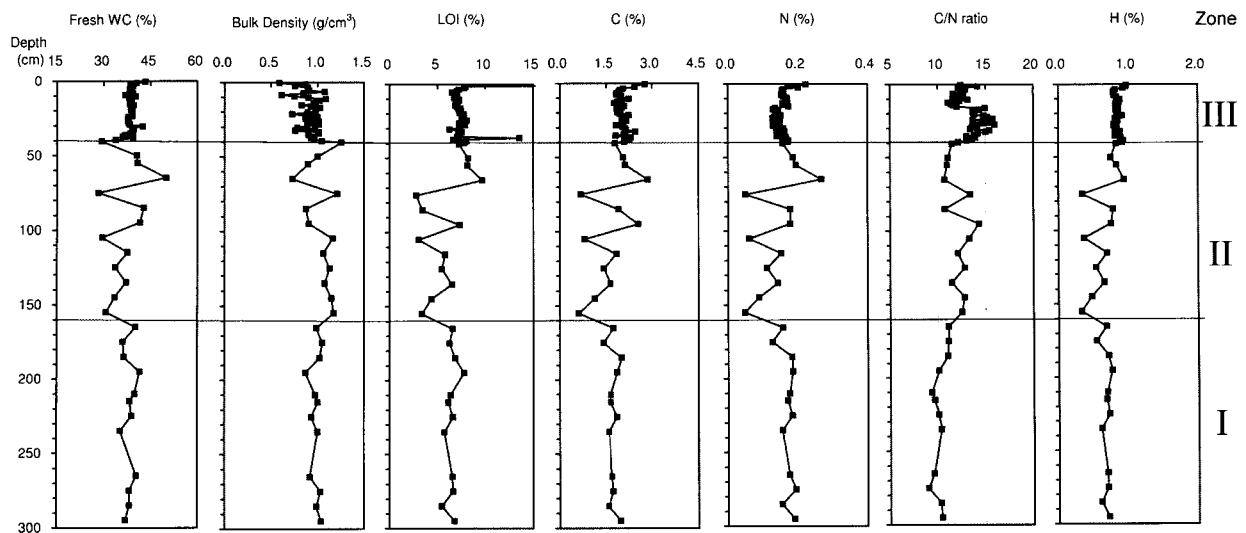 Fresh WC (%) Bulk Density (g/cm³) LOI (%) C (%) N (%) C/N ratio H (%) Zone
Depth
(cm) 15 30 45 60 0.0 0.5 1.0 1.5 0 5 10 15 0.0 1.5 3.0 4.5 0.0 0.2 0.4 5 10 15 20 0.0 1.0 2.0
0
III
50
100
II
150
200
I
250
300